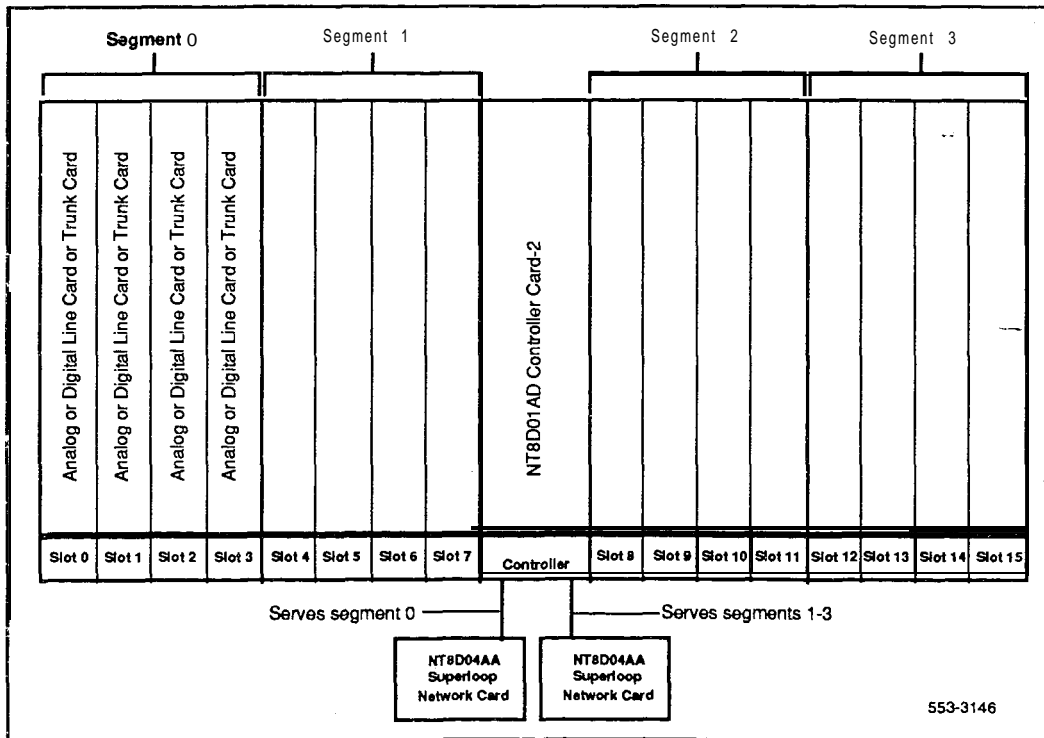 Segment 0
Segment 1
Segment 2
Segment 3
Analog or Digital Line Card or Trunk Card
Analog or Digital Line Card or Trunk Card
Analog or Digital Line Card or Trunk Card
Analog or Digital Line Card or Trunk Card
NT8D01AD Controller Card-2
Slot 0
Slot 1
Slot 2
Slot 3
Slot 4
Slot 5
Slot 6
Slot 7
Controller
Slot 8
Slot 9
Slot 10
Slot 11
Slot 12
Slot 13
Slot 14
Slot 15
Serves segment 0
Serves segments 1-3
NT8D04AA
Superloop
Network Card
NT8D04AA
Superloop
Network Card
553-3146